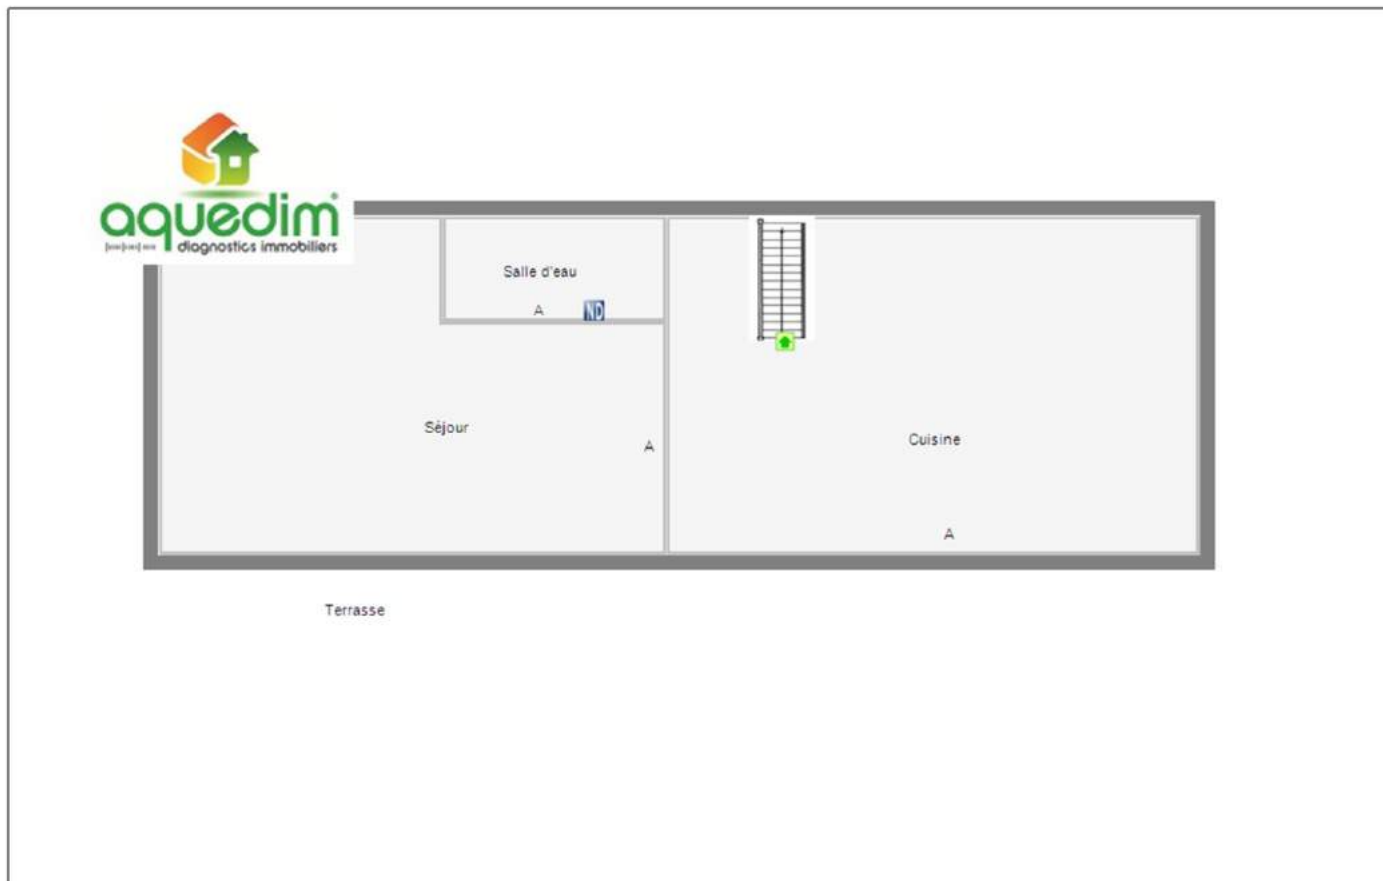 aquedim
diagnostics immobiliers
Salle d'eau
A ND
Séjour
A
Cuisine
A
Terrasse